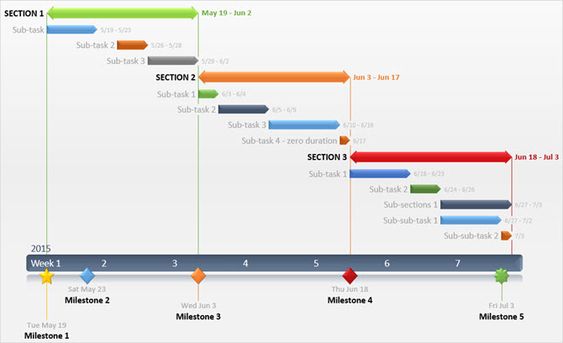 SECTION 1 May 19 - Jun 2
Sub-task 5/19 - 5/23
Sub-task 2 5/26 - 5/28
Sub-task 3 5/29 - 6/2
SECTION 2 Jun 3 - Jun 17
Sub-task 1 6/3 - 6/4
Sub-task 2 6/5 - 6/9
Sub-task 3 6/10 - 6/16
Sub-task 4 - zero duration 6/17
SECTION 3 Jun 18 - Jul 3
Sub-task 1 6/18 - 6/23
Sub-task 2 6/24 - 6/26
Sub-sections 1 6/27 - 7/3
Sub-sub-task 1 6/27 - 7/2
Sub-sub-task 2 7/3
2015
Week 1 2 3 4 5 6 7
Sat May 23
Milestone 2
Wed Jun 3
Milestone 3
Thu Jun 18
Milestone 4
Fri Jul 3
Milestone 5
Tue May 19
Milestone 1